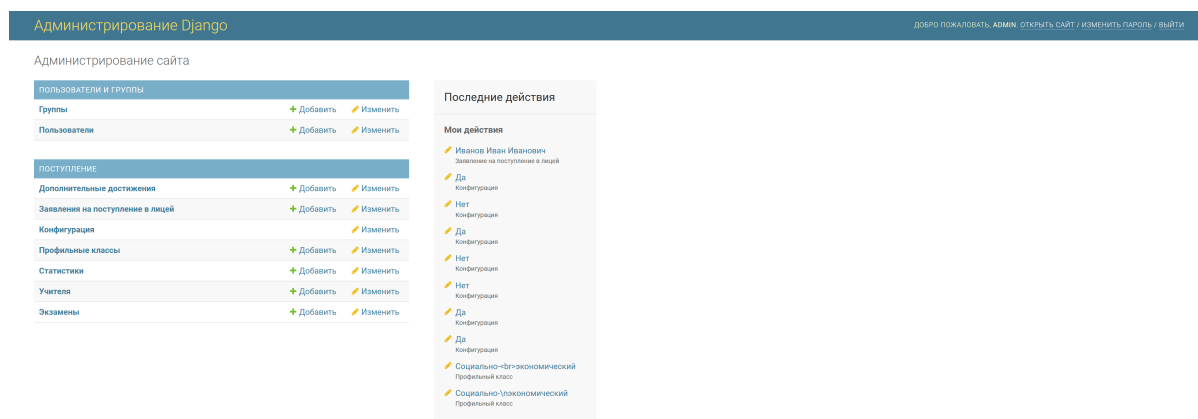 Администрирование Django
ДОБРО ПОЖАЛОВАТЬ, ADMIN. ОТКРЫТЬ САЙТ / ИЗМЕНИТЬ ПАРОЛЬ / ВЫЙТИ
Администрирование сайта
ПОЛЬЗОВАТЕЛИ И ГРУППЫ
Группы Добавить Изменить
Пользователи Добавить Изменить
ПОСТУПЛЕНИЕ
Дополнительные достижения Добавить Изменить
Заявления на поступление в лицей Добавить Изменить
Конфигурация Изменить
Профильные классы Добавить Изменить
Статистики Добавить Изменить
Учителя Добавить Изменить
Экзамены Добавить Изменить
Последние действия
Мои действия
Иванов Иван Иванович
Заявление на поступление в лицей
Да
Конфигурация
Нет
Конфигурация
Да
Конфигурация
Нет
Конфигурация
Нет
Конфигурация
Да
Конфигурация
Да
Конфигурация
Социально-<br>экономический
Профильный класс
Социально-\nэкономический
Профильный класс